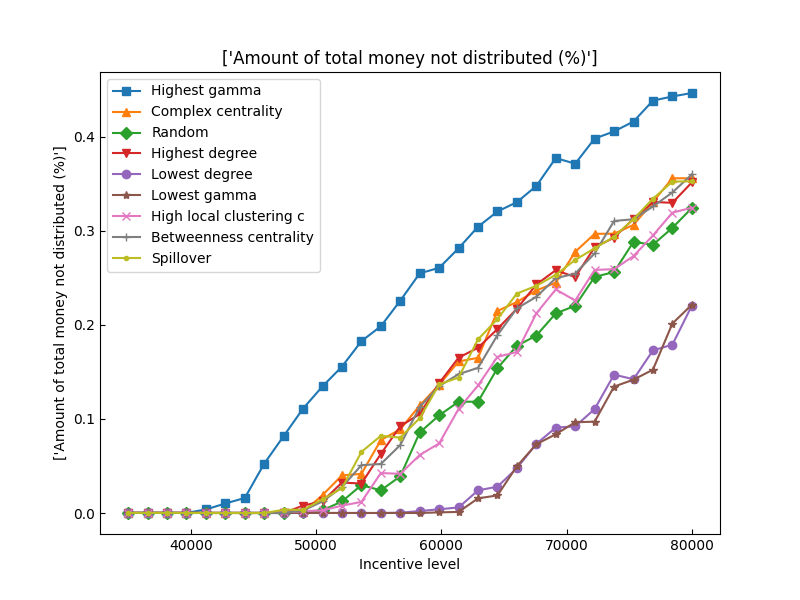 ['Amount of total money not distributed (%)']
['Amount of total money not distributed (%)']
0.4
0.3
0.2
0.1
0.0
Highest gamma
Complex centrality
Random
Highest degree
Lowest degree
Lowest gamma
High local clustering c
Betweenness centrality
Spillover
40000
50000
60000
70000
80000
Incentive level